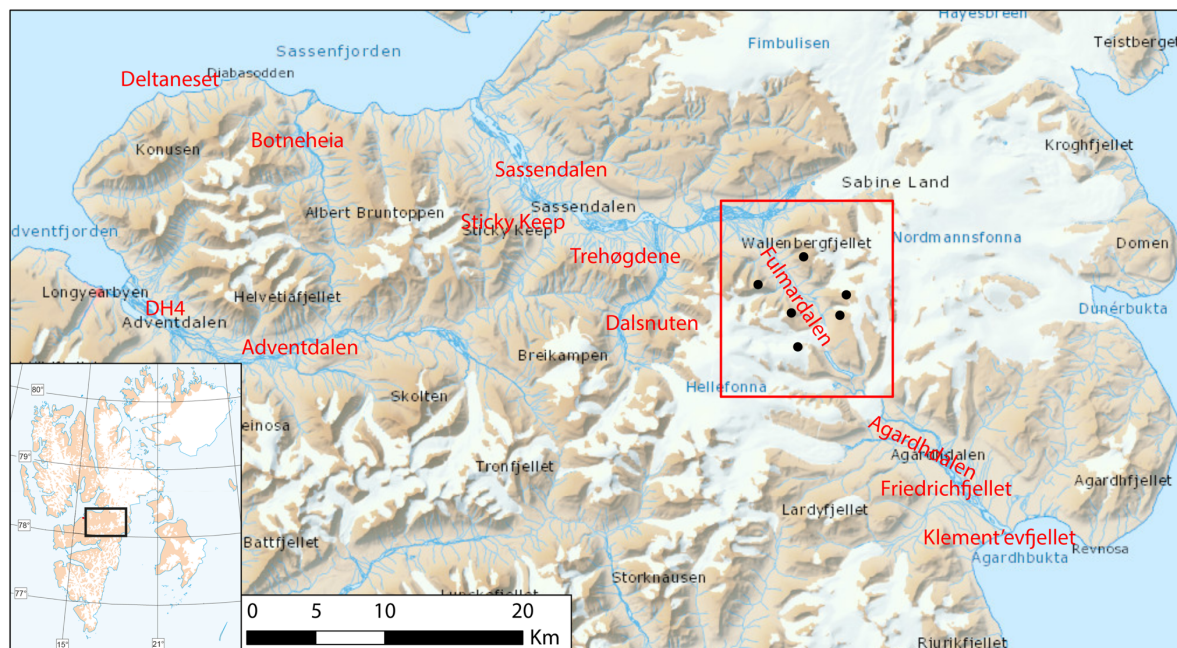 Hayesbreen
Teistberget
Sassenfjorden
Fimbulisen
Deltaneset
Diabasodden
Botneheia
Konusen
Kroghfjellet
Sassendalen
Sabine Land
Albert Bruntoppen
Sassendalen
Sticky Keep
Sticky Keep
Adventfjorden
Trehøgdene
Wallenbergfjellet
Nordmannsfonna
Domen
Fulmardalen
Longyearbyen
Helvetiafjellet
DH4
Adventdalen
Dalsnuten
Dunérbukta
Adventdalen
Breikampen
Hellefonna
Skolten
einosa
Agardhdalen
Agardhdalen
Tronfjellet
Friedrichfjellet
Agardhfjellet
Lardyfjellet
Klement'evfjellet
Battfjellet
Agardhbukta
Revnosa
Storknausen
Lunckefjellet
Rjurikfjellet
80°
79°
78°
77°
15°
21°
0 5 10 20
Km